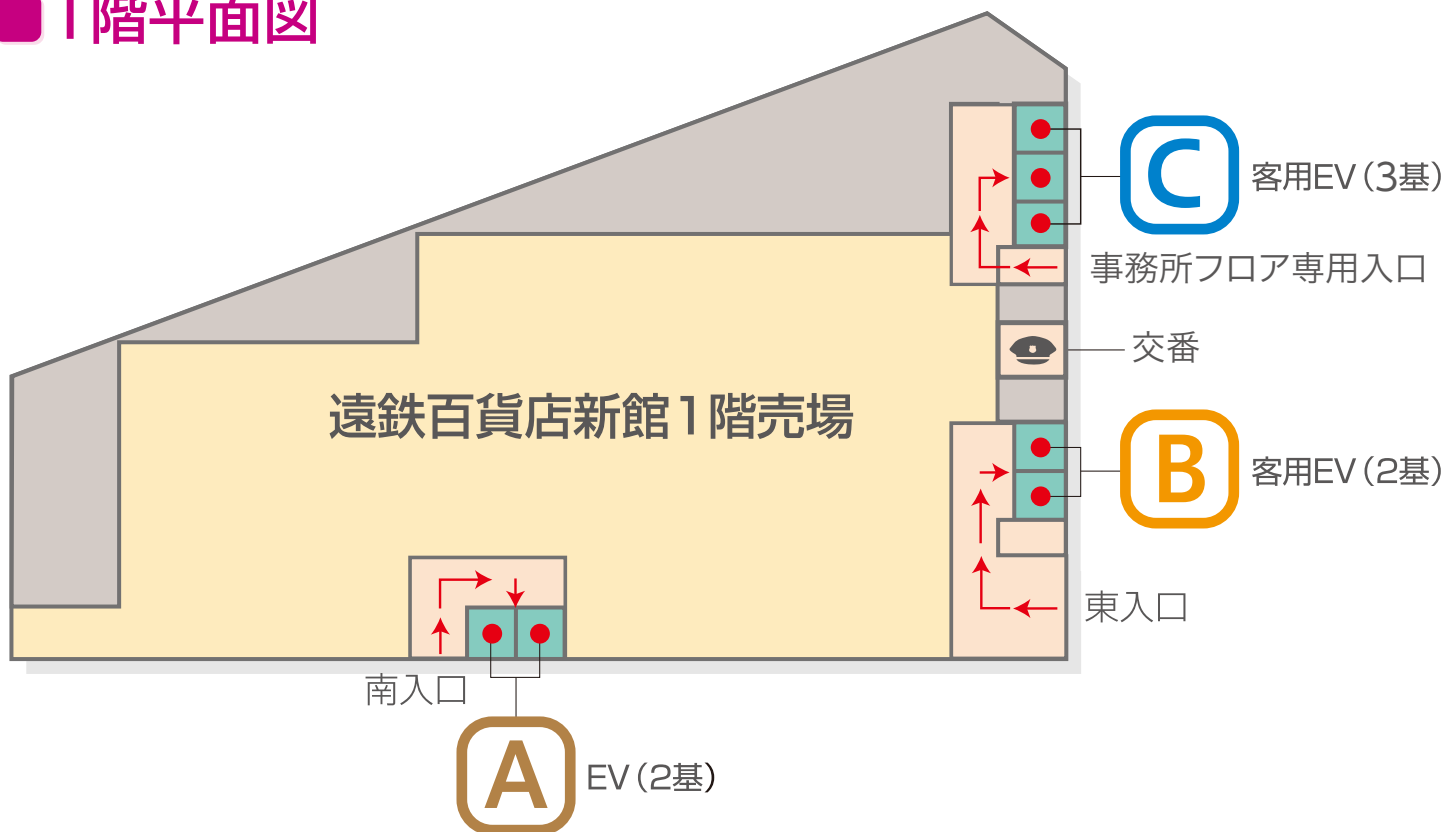 ■1階平面図
C 客用EV(3基)
事務所フロア専用入口
交番
遠鉄百貨店新館1階売場
B 客用EV(2基)
東入口
南入口
A EV(2基)